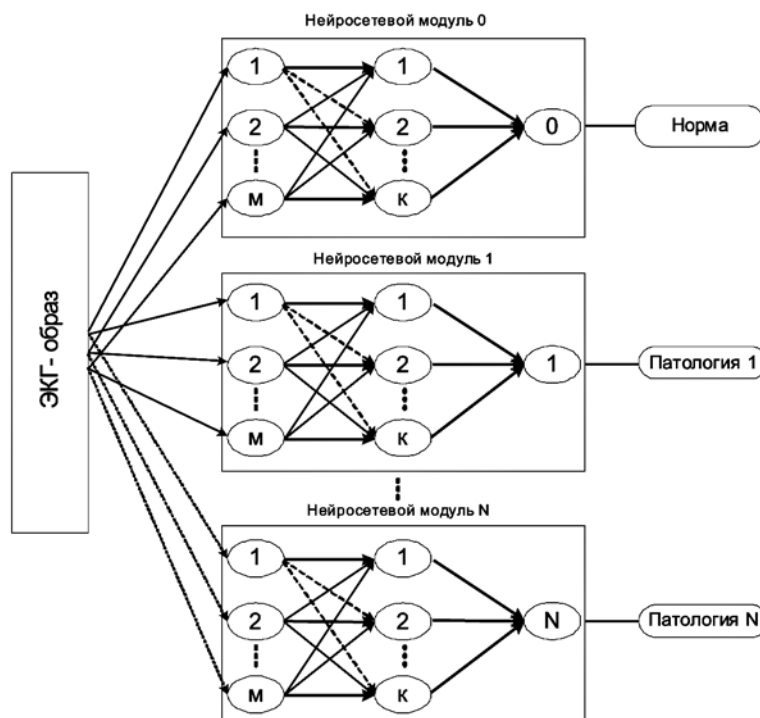 Нейросетевой модуль 0
1
1
2
2
0
Норма
м
к
ЭКГ- образ
Нейросетевой модуль 1
1
1
2
2
1
Патология 1
м
к
Нейросетевой модуль N
1
1
2
2
N
Патология N
м
к